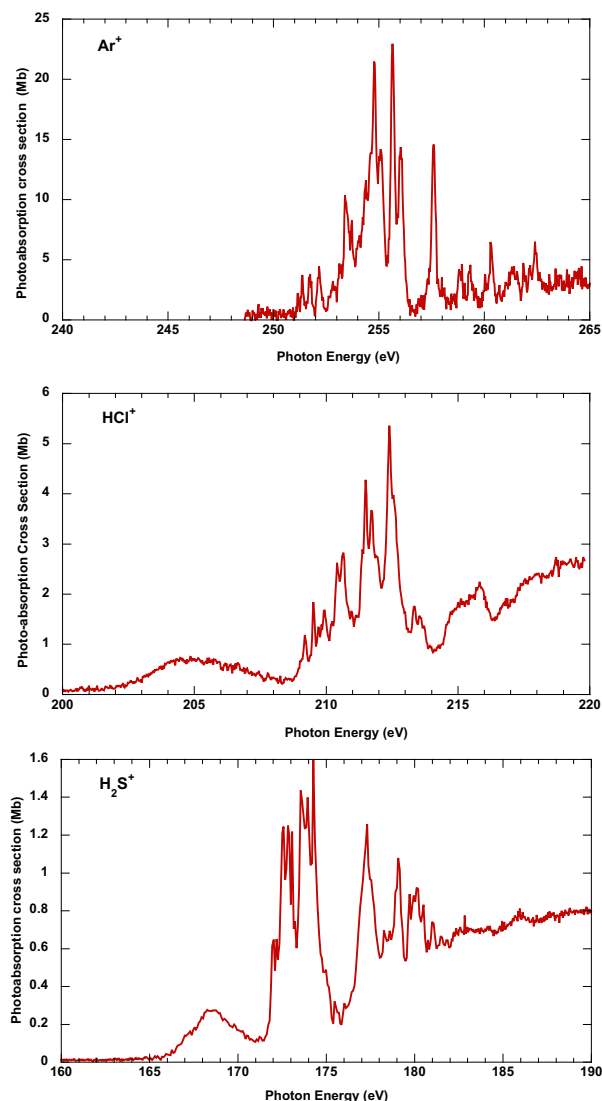 Ar+
Photoabsorption cross section (Mb)
25
20
15
10
5
0
240 245 250 255 260 265
Photon Energy (eV)
HCl+
Photo-absorption Cross Section (Mb)
6
5
4
3
2
1
0
200 205 210 215 220
Photon Energy (eV)
H2S+
Photoabsorption cross section (Mb)
1.6
1.4
1.2
1
0.8
0.6
0.4
0.2
0
160 165 170 175 180 185 190
Photon Energy (eV)